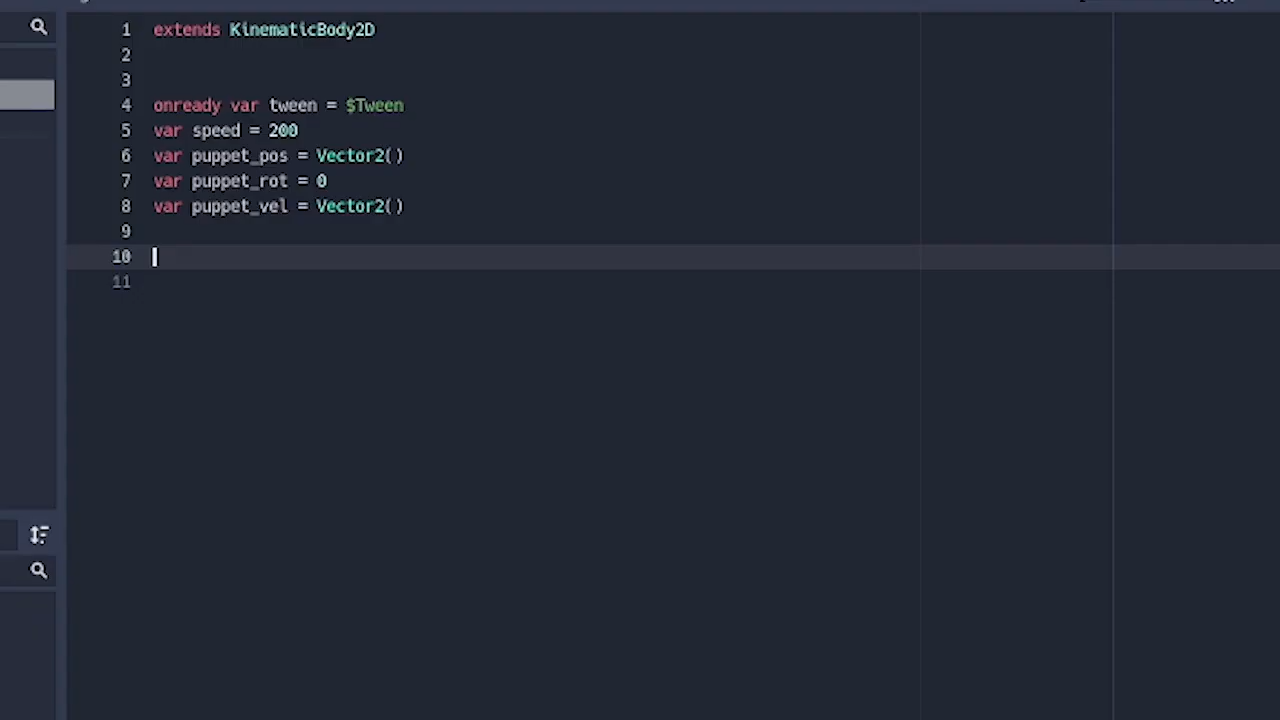 1 extends KinematicBody2D
2
3
4 onready var tween = $Tween
5 var speed = 200
6 var puppet_pos = Vector2()
7 var puppet_rot = 0
8 var puppet_vel = Vector2()
9
10
11